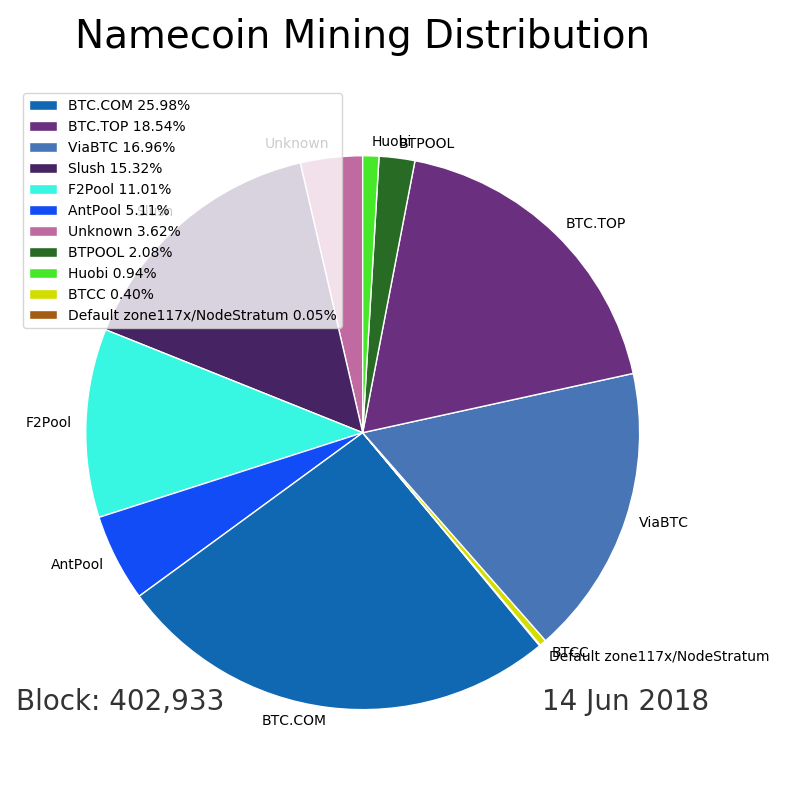 Namecoin Mining Distribution
BTC.COM 25.98%
BTC.TOP 18.54%
ViaBTC 16.96%
Slush 15.32%
F2Pool 11.01%
AntPool 5.11%
Unknown 3.62%
BTPOOL 2.08%
Huobi 0.94%
BTCC 0.40%
Default zone117x/NodeStratum 0.05%
Unknown
Huobi
BTPOOL
Slush
BTC.TOP
F2Pool
ViaBTC
AntPool
BTCC
Default zone117x/NodeStratum
Block: 402,933
14 Jun 2018
BTC.COM